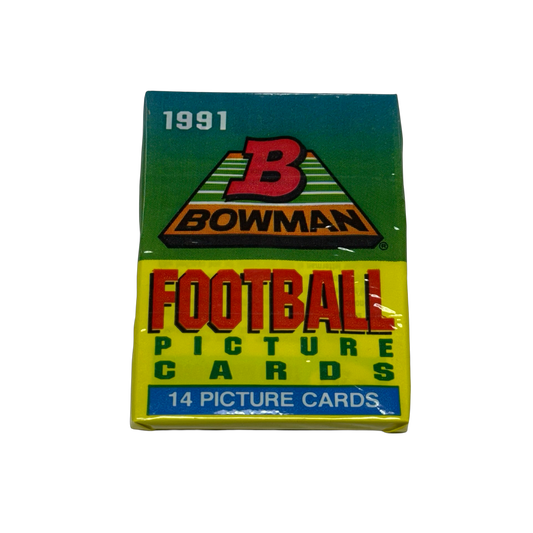 1991
B
BOWMAN®
FOOTBALL
PICTURE
CARDS
14 PICTURE CARDS